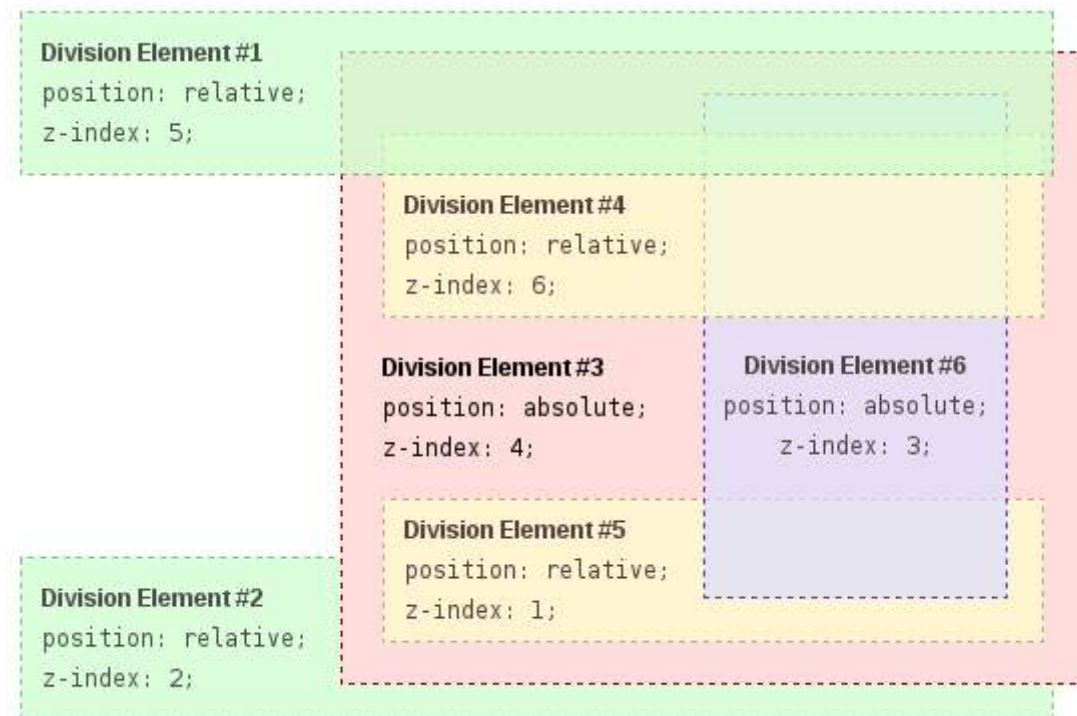 Division Element #1
position: relative;
z-index: 5;
Division Element #4
position: relative;
z-index: 6;
Division Element #3
position: absolute;
z-index: 4;
Division Element #6
position: absolute;
z-index: 3;
Division Element #5
position: relative;
z-index: 1;
Division Element #2
position: relative;
z-index: 2;